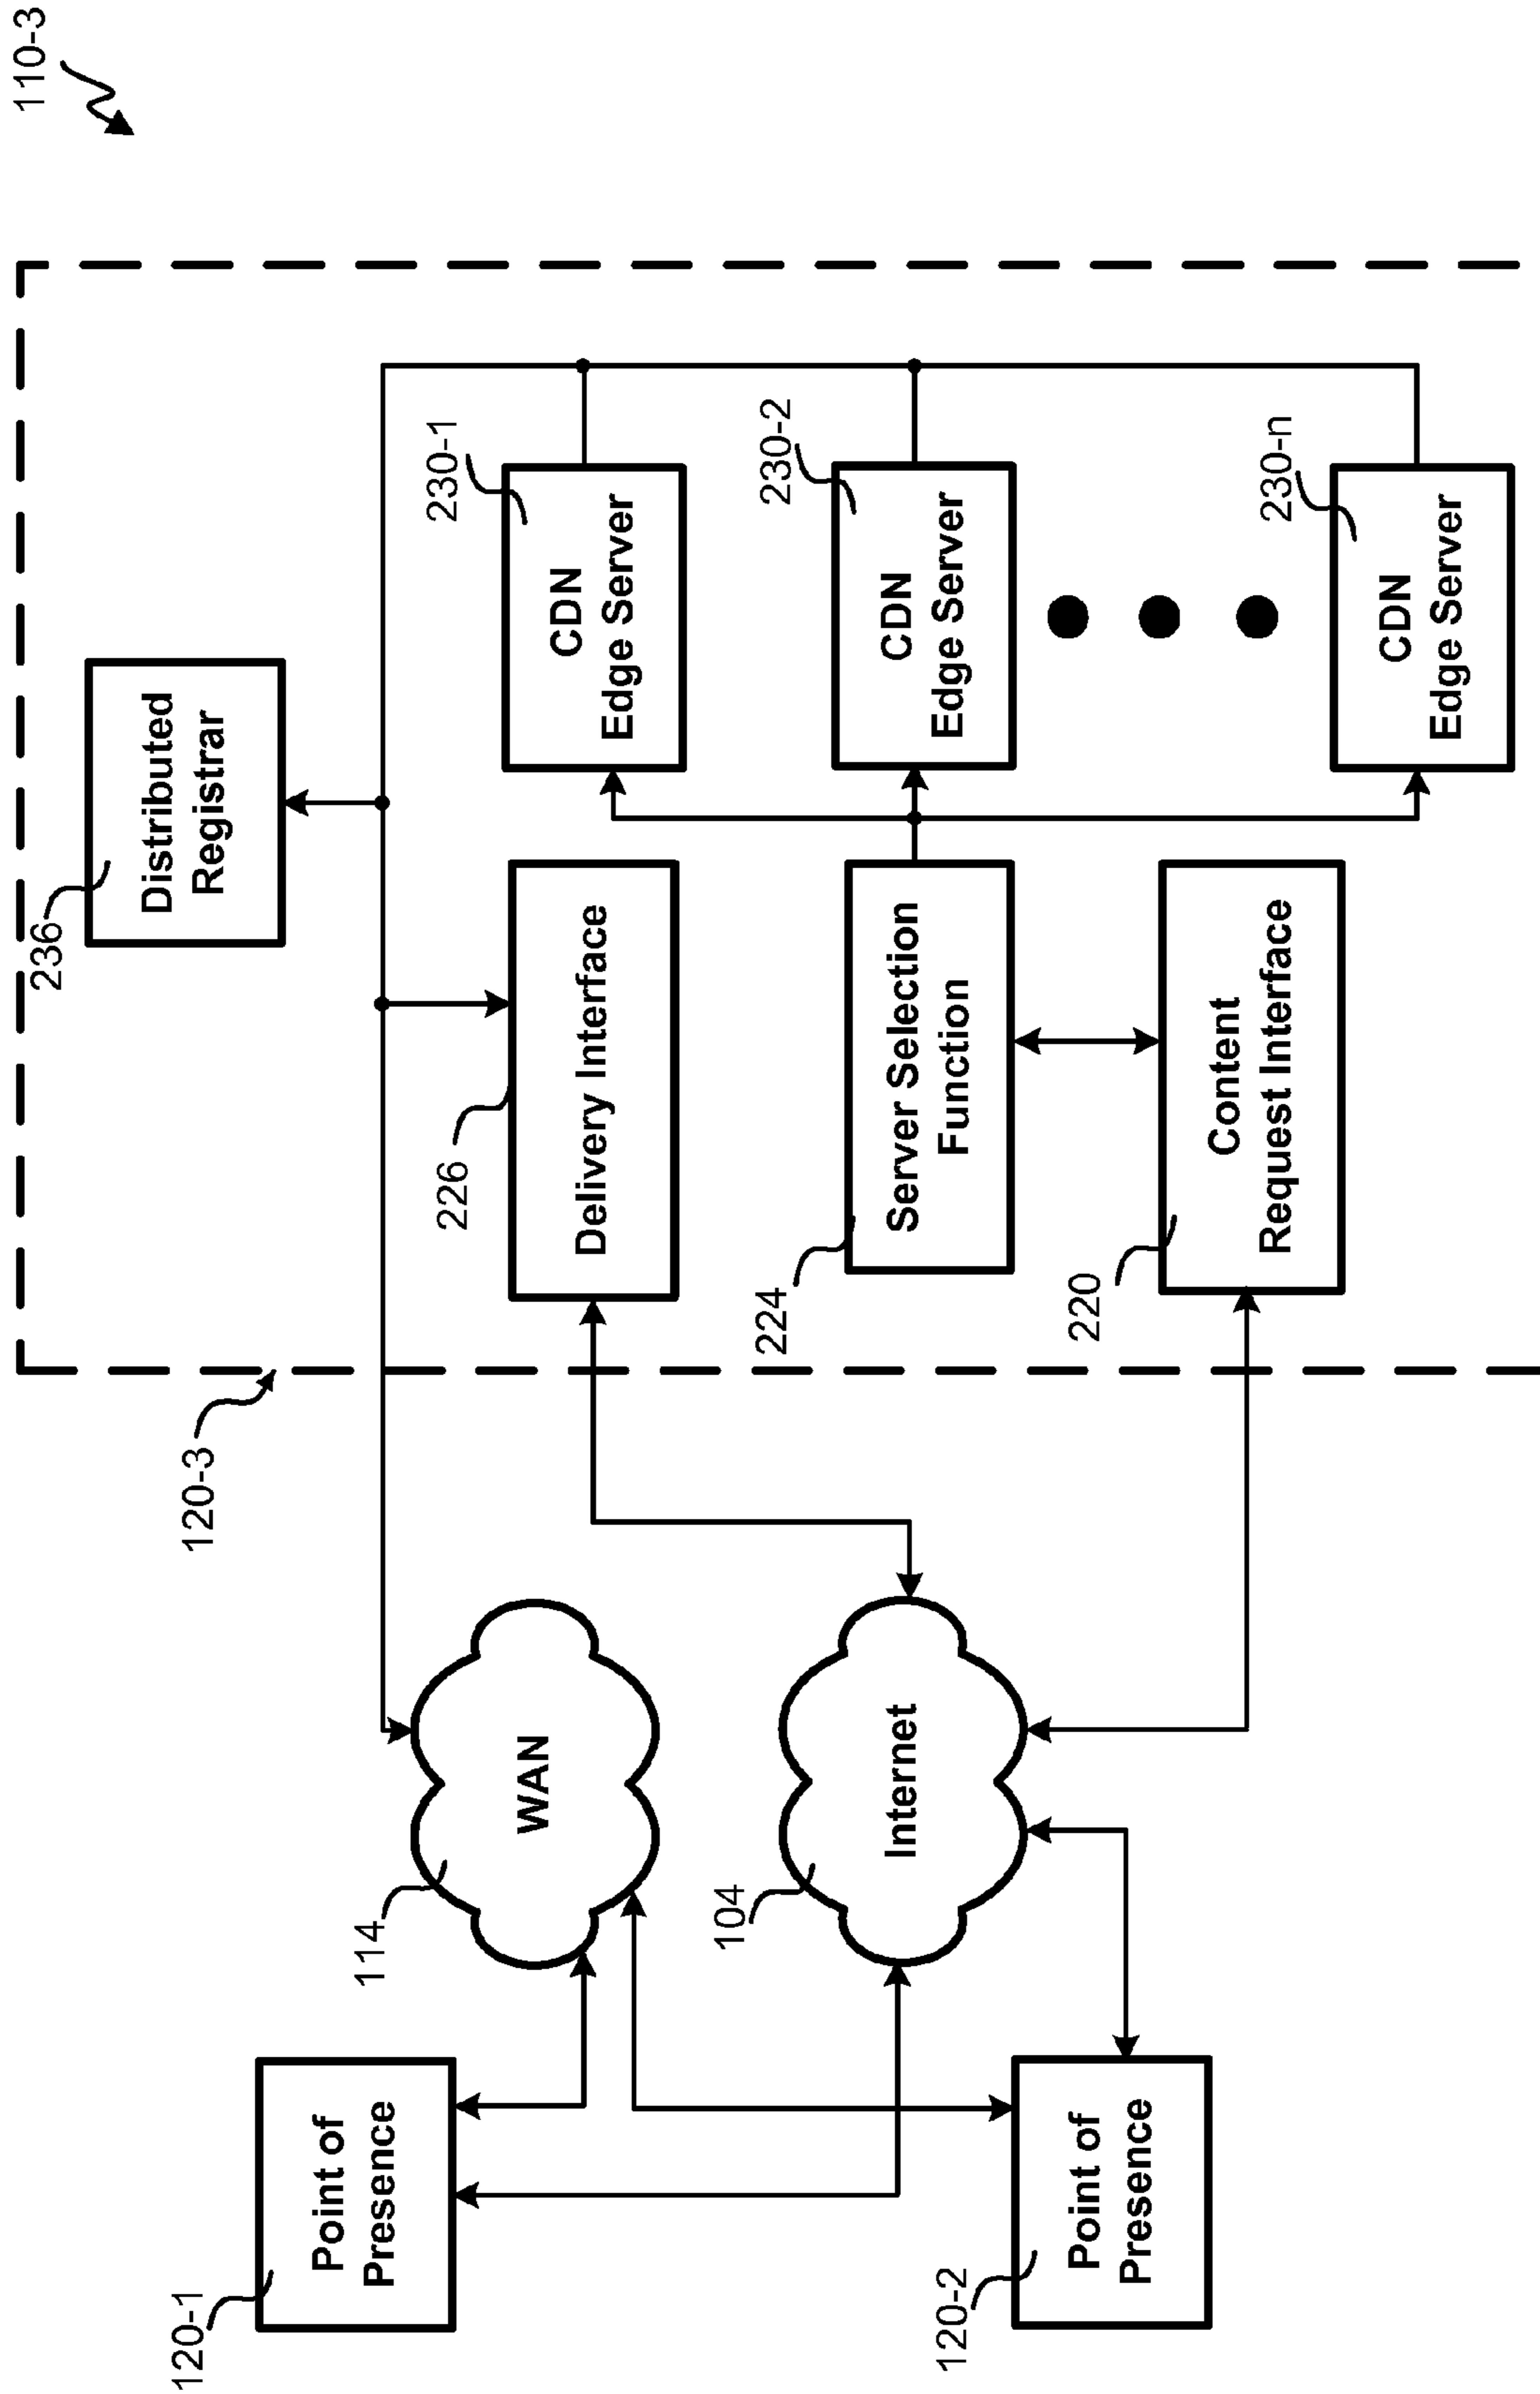 110-3
236
Distributed
Registrar
120-1
Point of
Presence
114
WAN
120-3
226
Delivery Interface
230-1
CDN
Edge Server
104
Internet
224
Server Selection
Function
230-2
CDN
Edge Server
120-2
Point of
Presence
220
Content
Request Interface
230-n
CDN
Edge Server